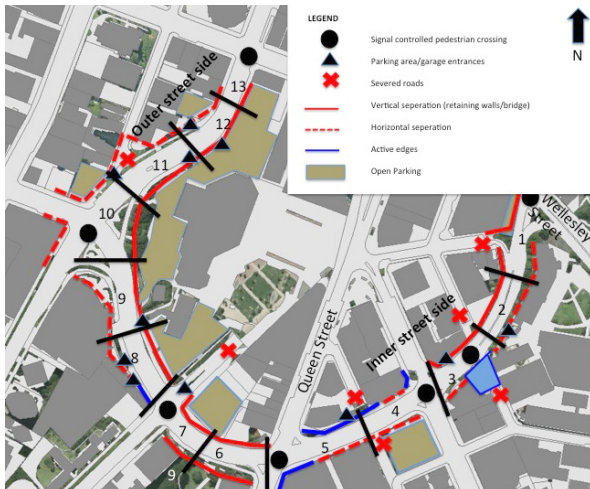 LEGEND
Signal controlled pedestrian crossing
Parking area/garage entrances
Severed roads
Vertical seperation (retaining walls/bridge)
Horizontal seperation
Active edges
Open Parking
N
Outer street side
13
12
11
10
9
8
7
6
9
5
4
3
2
1
Queen Street
Inner street side
Wellesley
Street